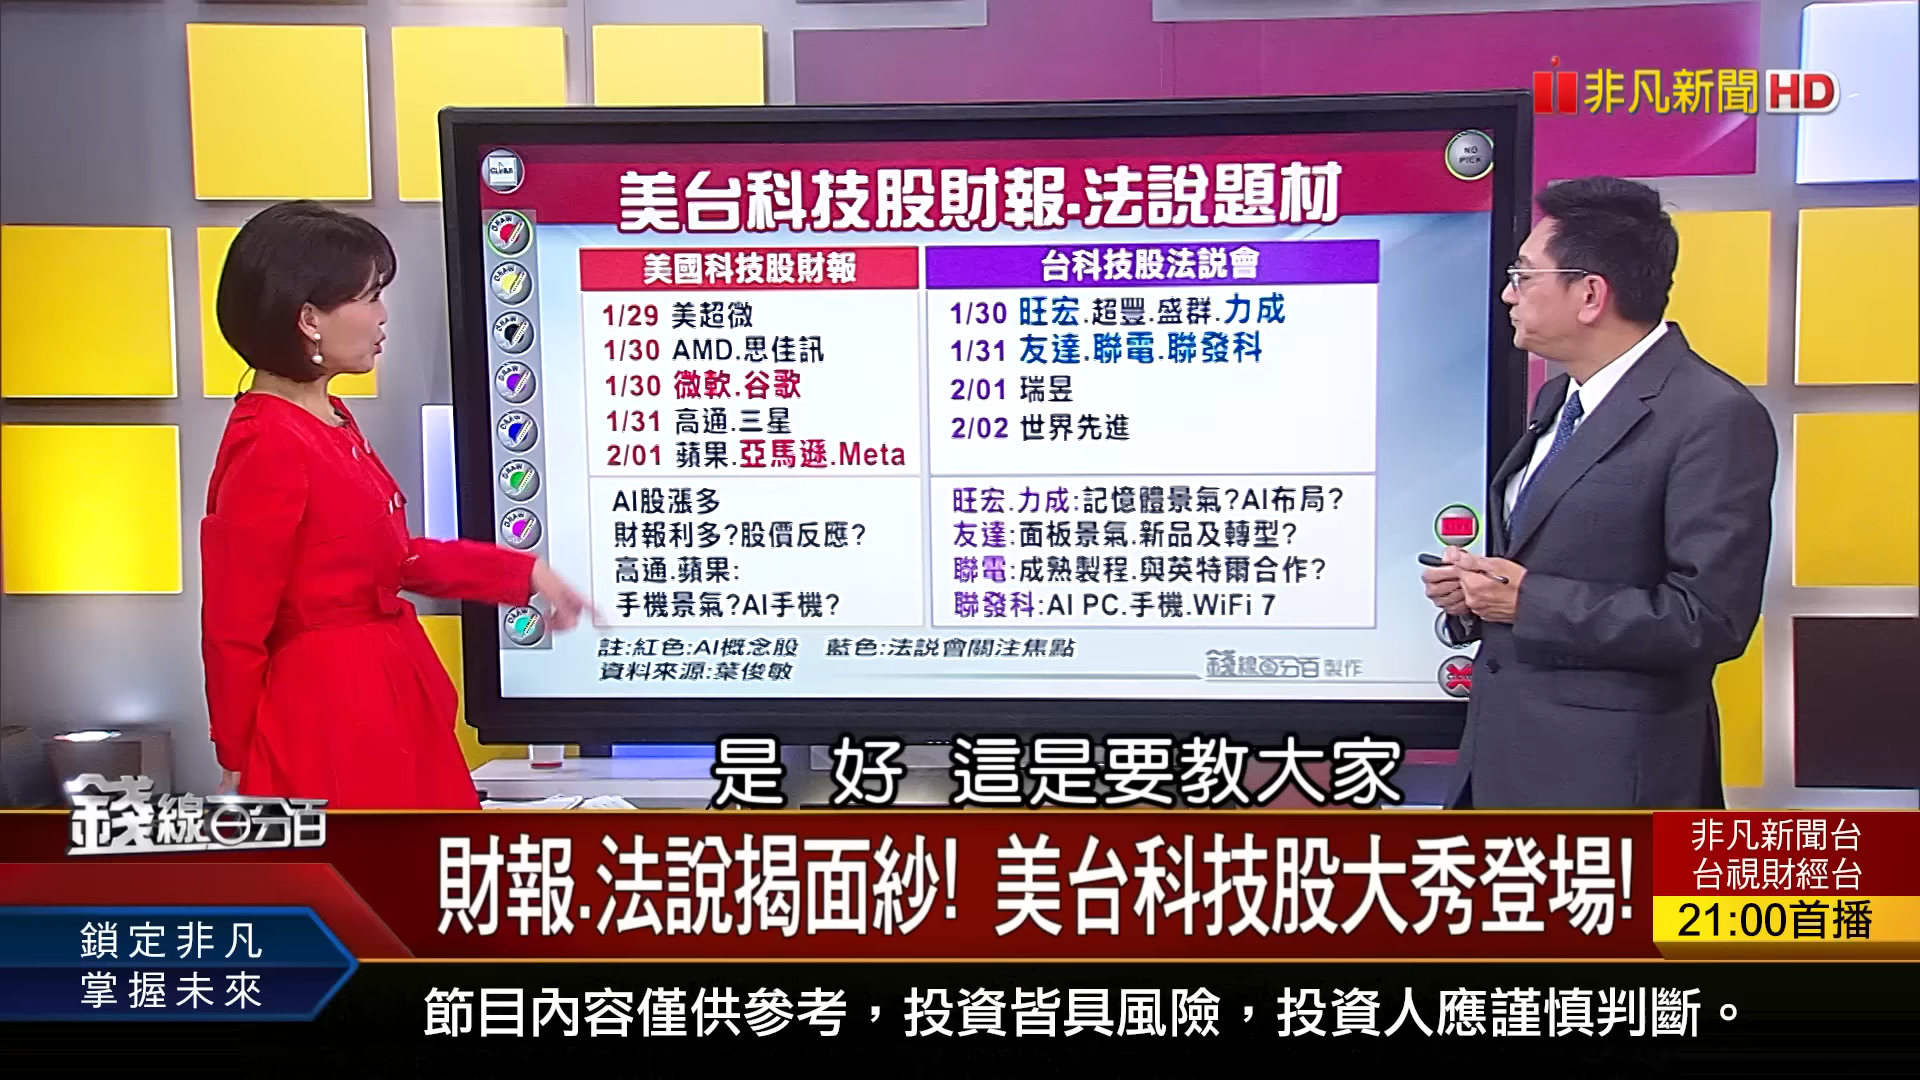 非凡新聞HD
CLEAR
NO PICK
美台科技股財報.法說題材
DRAW
DRAW
DRAW
DRAW
DRAW
DRAW
DRAW
DRAW
美國科技股財報
1/29 美超微
1/30 AMD.思佳訊
1/30 微軟.谷歌
1/31 高通.三星
2/01 蘋果.亞馬遜.Meta
AI股漲多
財報利多?股價反應?
高通.蘋果:
手機景氣?AI手機?
台科技股法說會
1/30 旺宏.超豐.盛群.力成
1/31 友達.聯電.聯發科
2/01 瑞昱
2/02 世界先進
旺宏.力成:記憶體景氣?AI布局?
友達:面板景氣.新品及轉型?
聯電:成熟製程.與英特爾合作?
聯發科:AI PC.手機.WiFi 7
LIVE
註:紅色:AI概念股 藍色:法說會關注焦點
資料來源:葉俊敏
錢線百分百 製作
是 好 這是要教大家
錢線百分百
財報.法說揭面紗! 美台科技股大秀登場!
非凡新聞台
台視財經台
21:00首播
鎖定非凡
掌握未來
節目內容僅供參考，投資皆具風險，投資人應謹慎判斷。